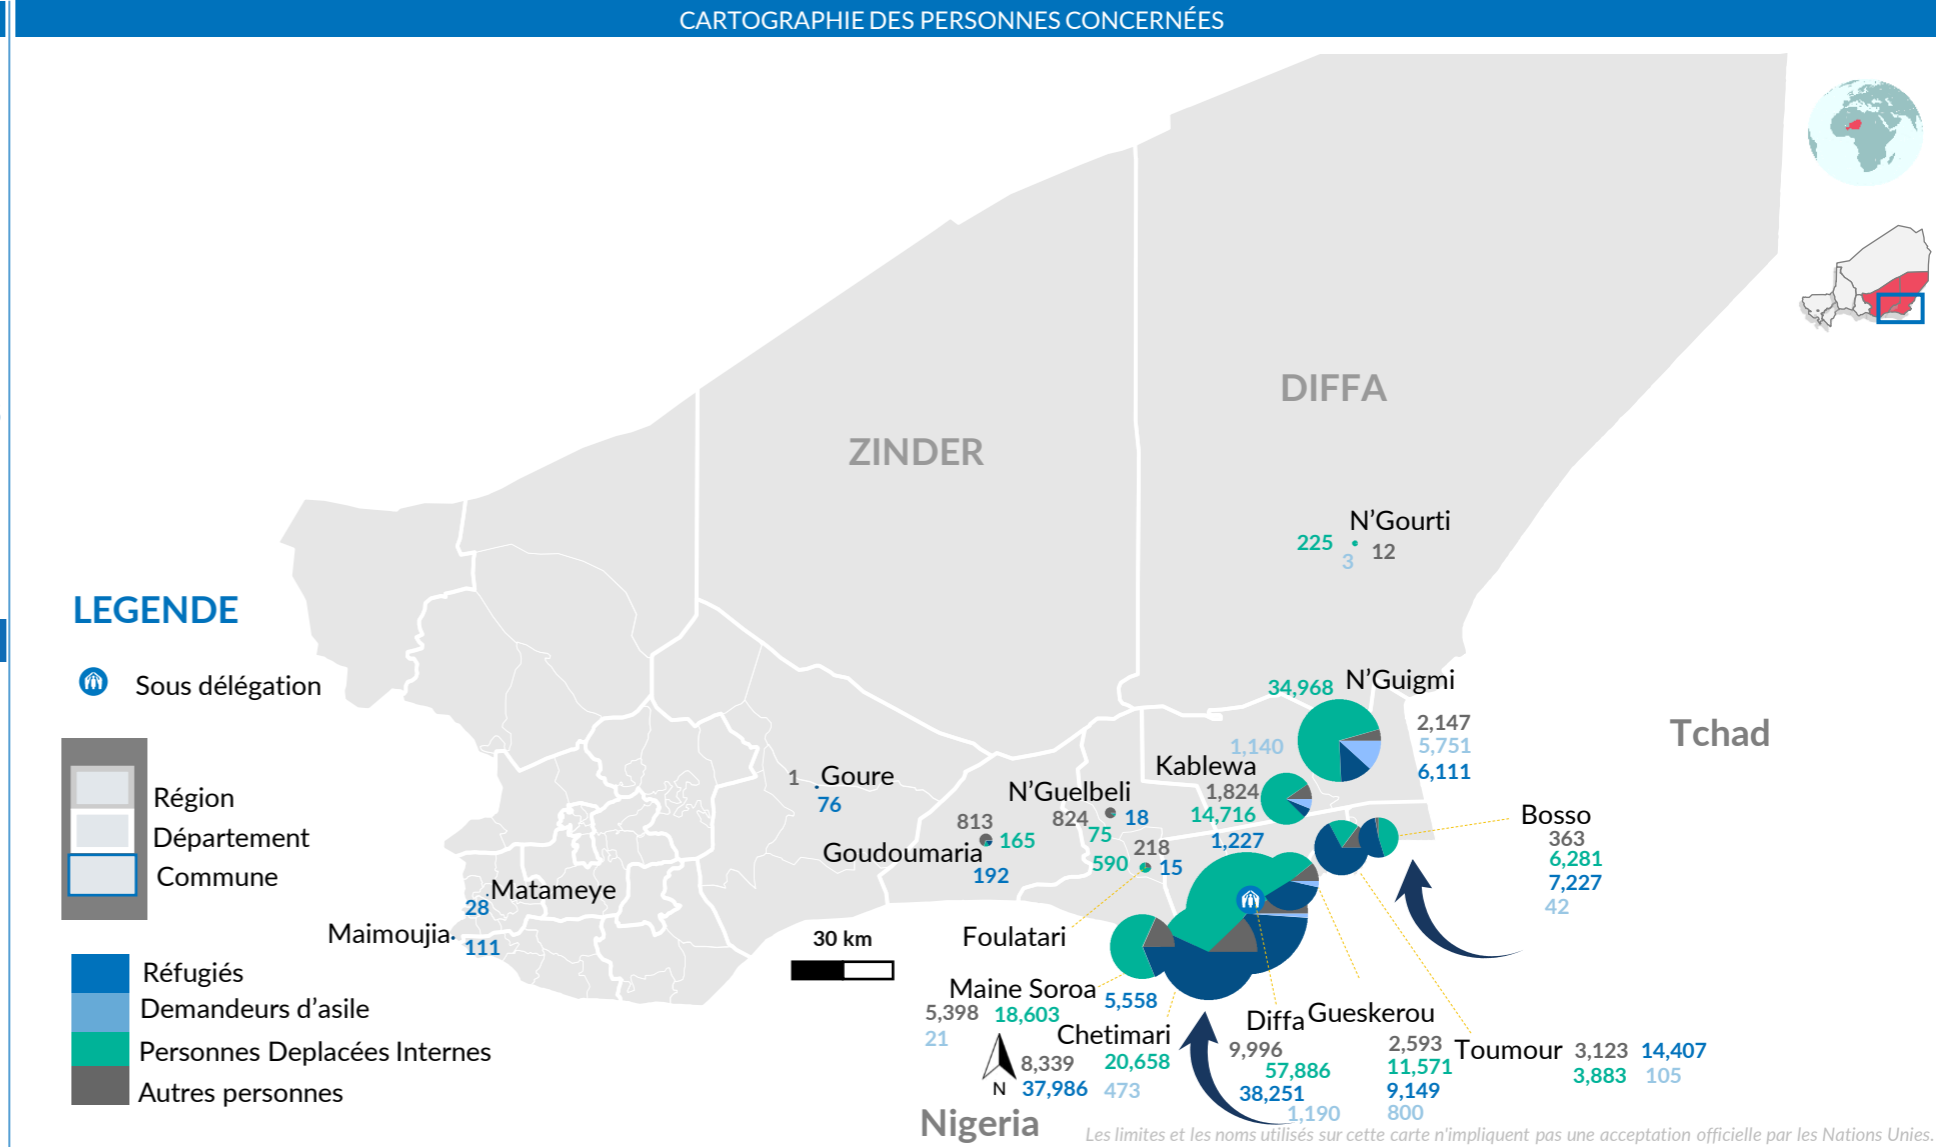 CARTOGRAPHIE DES PERSONNES CONCERNÉES
DIFFA
ZINDER
N'Gourti
225
12
3
LEGENDE
Sous délégation
Région
Département
Commune
Réfugiés
Demandeurs d'asile
Personnes Deplacées Internes
Autres personnes
34,968
N'Guigmi
2,147
5,751
6,111
Tchad
1,140
Kablewa
1,824
14,716
1,227
1
Goure
76
N'Guelbeli
824
18
75
813
165
Goudoumaria
192
218
590
15
Foulatari
Bosso
363
6,281
7,227
42
Matameye
28
Maimoujia
111
30 km
Maine Soroa
5,558
5,398
18,603
21
Chetimari
8,339
20,658
37,986
473
N
Diffa
9,996
57,886
38,251
1,190
Gueskerou
2,593
11,571
9,149
800
Toumour
3,123
14,407
3,883
105
Nigeria
Les limites et les noms utilisés sur cette carte n'impliquent pas une acceptation officielle par les Nations Unies.